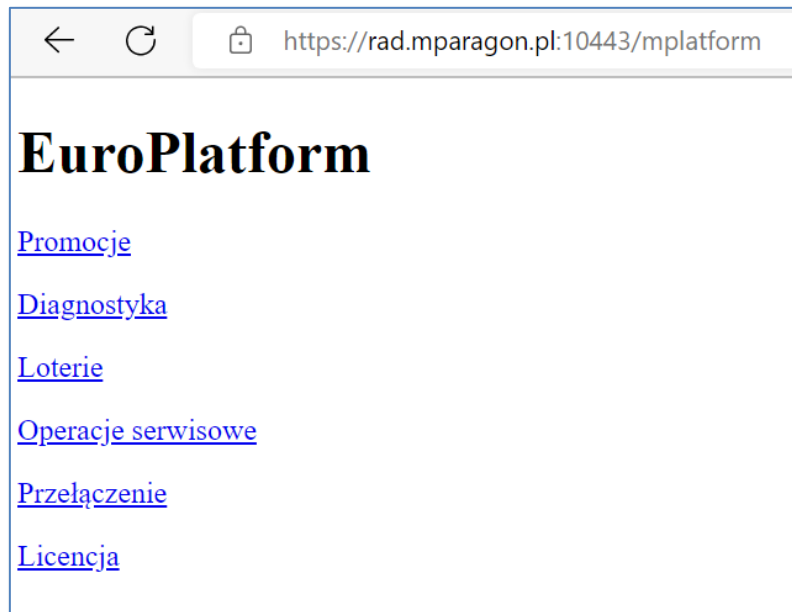 https://rad.mparagon.pl:10443/mplatform
EuroPlatform
Promocje
Diagnostyka
Loterie
Operacje serwisowe
Przełączenie
Licencja